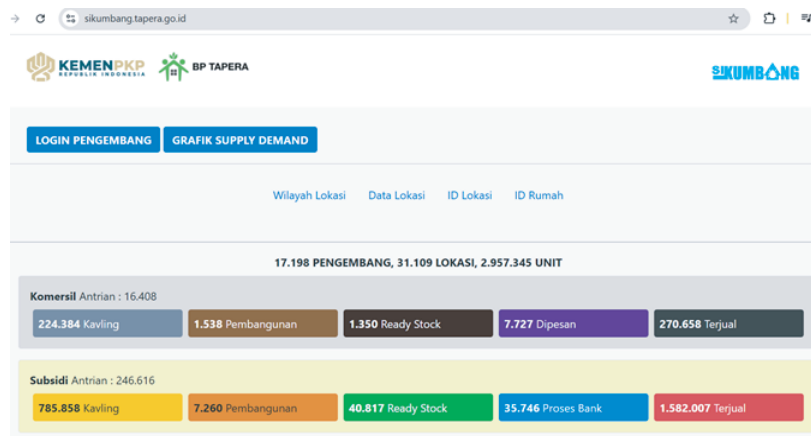 sikumbang.tapera.go.id
KEMENPKP
REPUBLIK INDONESIA
BP TAPERA
SIKUMBANG
LOGIN PENGEMBANG
GRAFIK SUPPLY DEMAND
Wilayah Lokasi Data Lokasi ID Lokasi ID Rumah
17.198 PENGEMBANG, 31.109 LOKASI, 2.957.345 UNIT
Komersil Antrian : 16.408
224.384 Kavling
1.538 Pembangunan
1.350 Ready Stock
7.727 Dipesan
270.658 Terjual
Subsidi Antrian : 246.616
785.858 Kavling
7.260 Pembangunan
40.817 Ready Stock
35.746 Proses Bank
1.582.007 Terjual